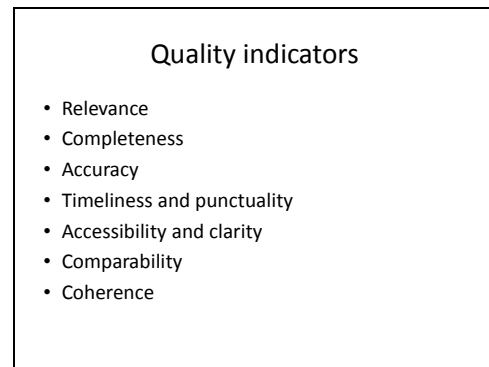 Quality indicators
• Relevance
• Completeness
• Accuracy
• Timeliness and punctuality
• Accessibility and clarity
• Comparability
• Coherence